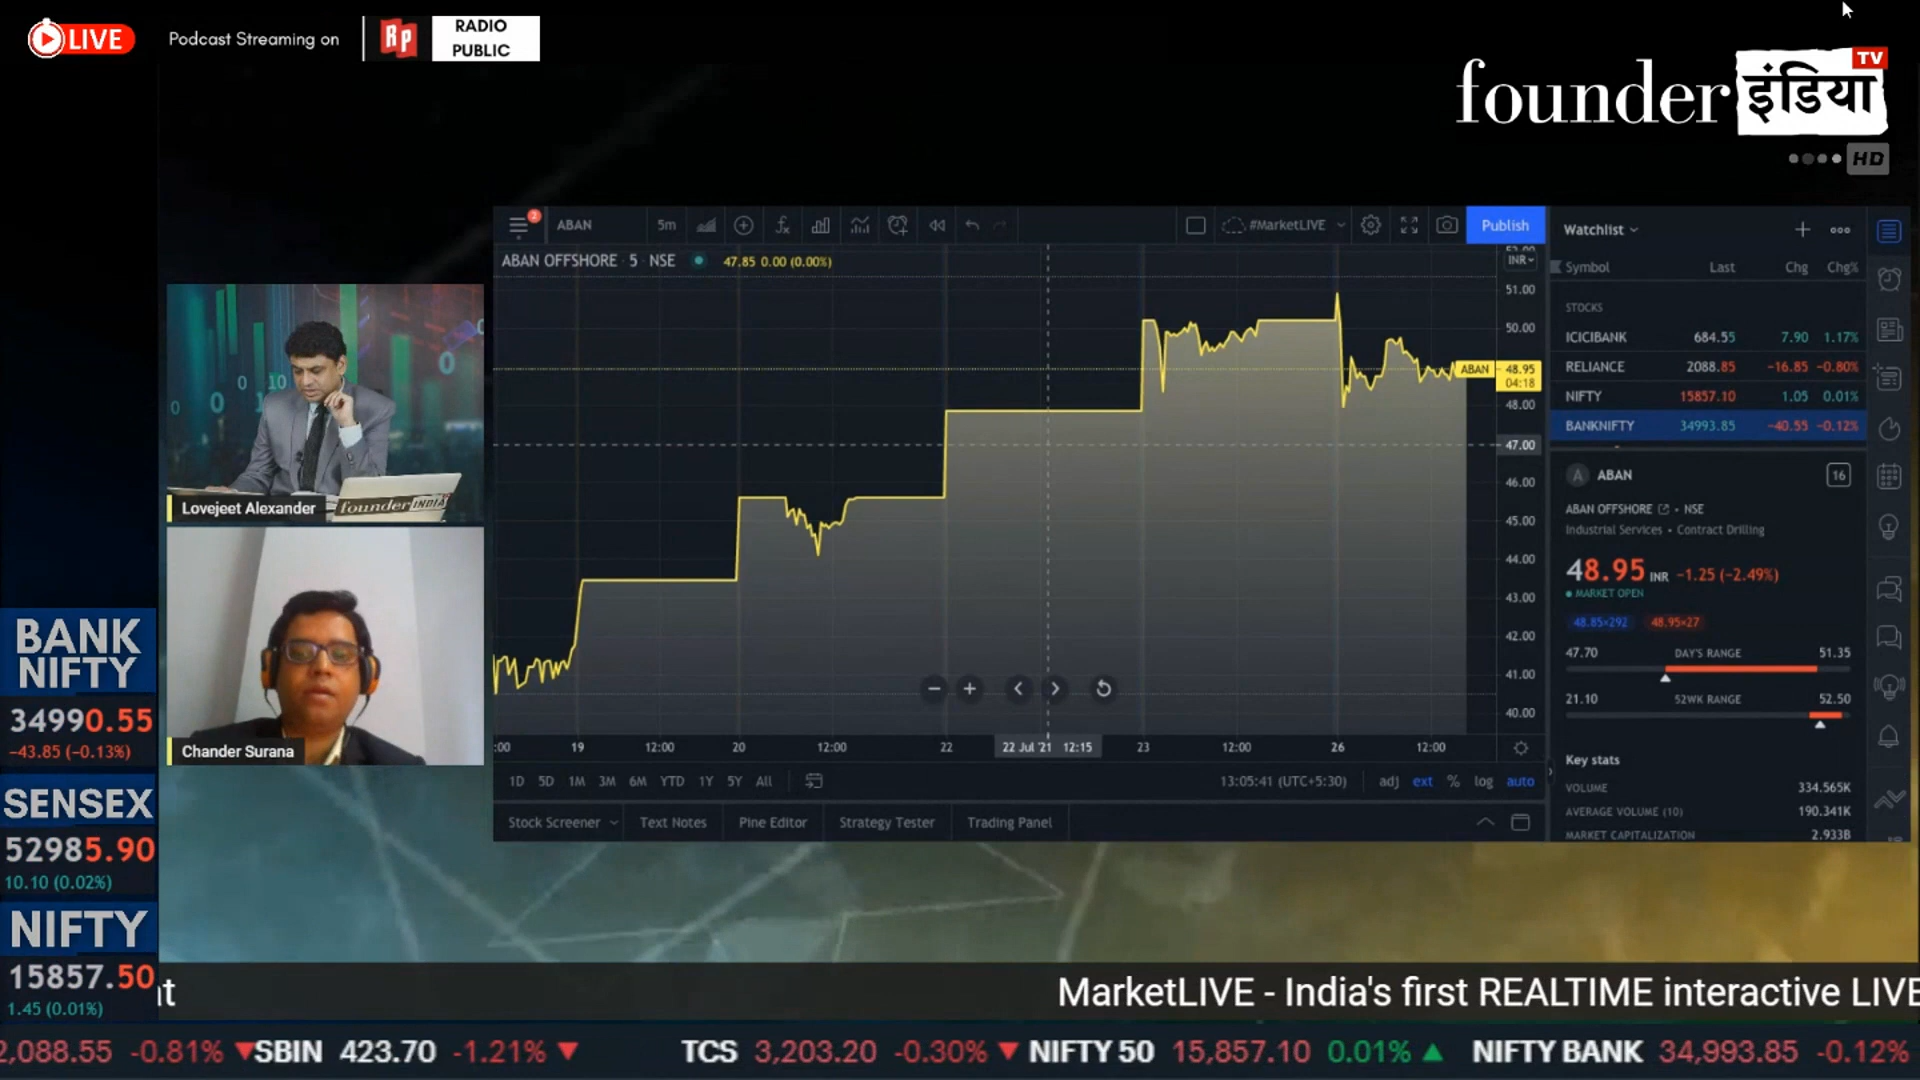 LIVE
Podcast Streaming on
Rp
RADIO
PUBLIC
TV
founder इंडिया
HD
2
ABAN
5m
#MarketLIVE
Publish
ABAN OFFSHORE · 5 · NSE
47.85 0.00 (0.00%)
INR
51.00
50.00
ABAN
48.95
04:18
48.00
47.00
46.00
45.00
44.00
43.00
42.00
41.00
40.00
:00
19
12:00
20
12:00
22
22 Jul '21 12:15
23
12:00
26
12:00
1D 5D 1M 3M 6M YTD 1Y 5Y All
13:05:41 (UTC+5:30)
adj ext % log auto
Stock Screener
Text Notes
Pine Editor
Strategy Tester
Trading Panel
Watchlist
Symbol Last Chg Chg%
STOCKS
ICICIBANK 684.55 7.90 1.17%
RELIANCE 2088.85 -16.85 -0.80%
NIFTY 15857.10 1.05 0.01%
BANKNIFTY 34993.85 -40.55 -0.12%
A ABAN
16
ABAN OFFSHORE • NSE
Industrial Services • Contract Drilling
48.95 INR -1.25 (-2.49%)
MARKET OPEN
48.85×292 48.95×27
47.70 DAY'S RANGE 51.35
21.10 52WK RANGE 52.50
Key stats
VOLUME 334.565K
AVERAGE VOLUME (10) 190.341K
MARKET CAPITALIZATION 2.933B
Lovejeet Alexander
founder INDIA
Chander Surana
BANK
NIFTY
34990.55
-43.85 (-0.13%)
SENSEX
52985.90
10.10 (0.02%)
NIFTY
15857.50
1.45 (0.01%)
MarketLIVE - India's first REALTIME interactive LIVE
2,088.55 -0.81% ▼ SBIN 423.70 -1.21% ▼ TCS 3,203.20 -0.30% ▼ NIFTY 50 15,857.10 0.01% ▲ NIFTY BANK 34,993.85 -0.12%